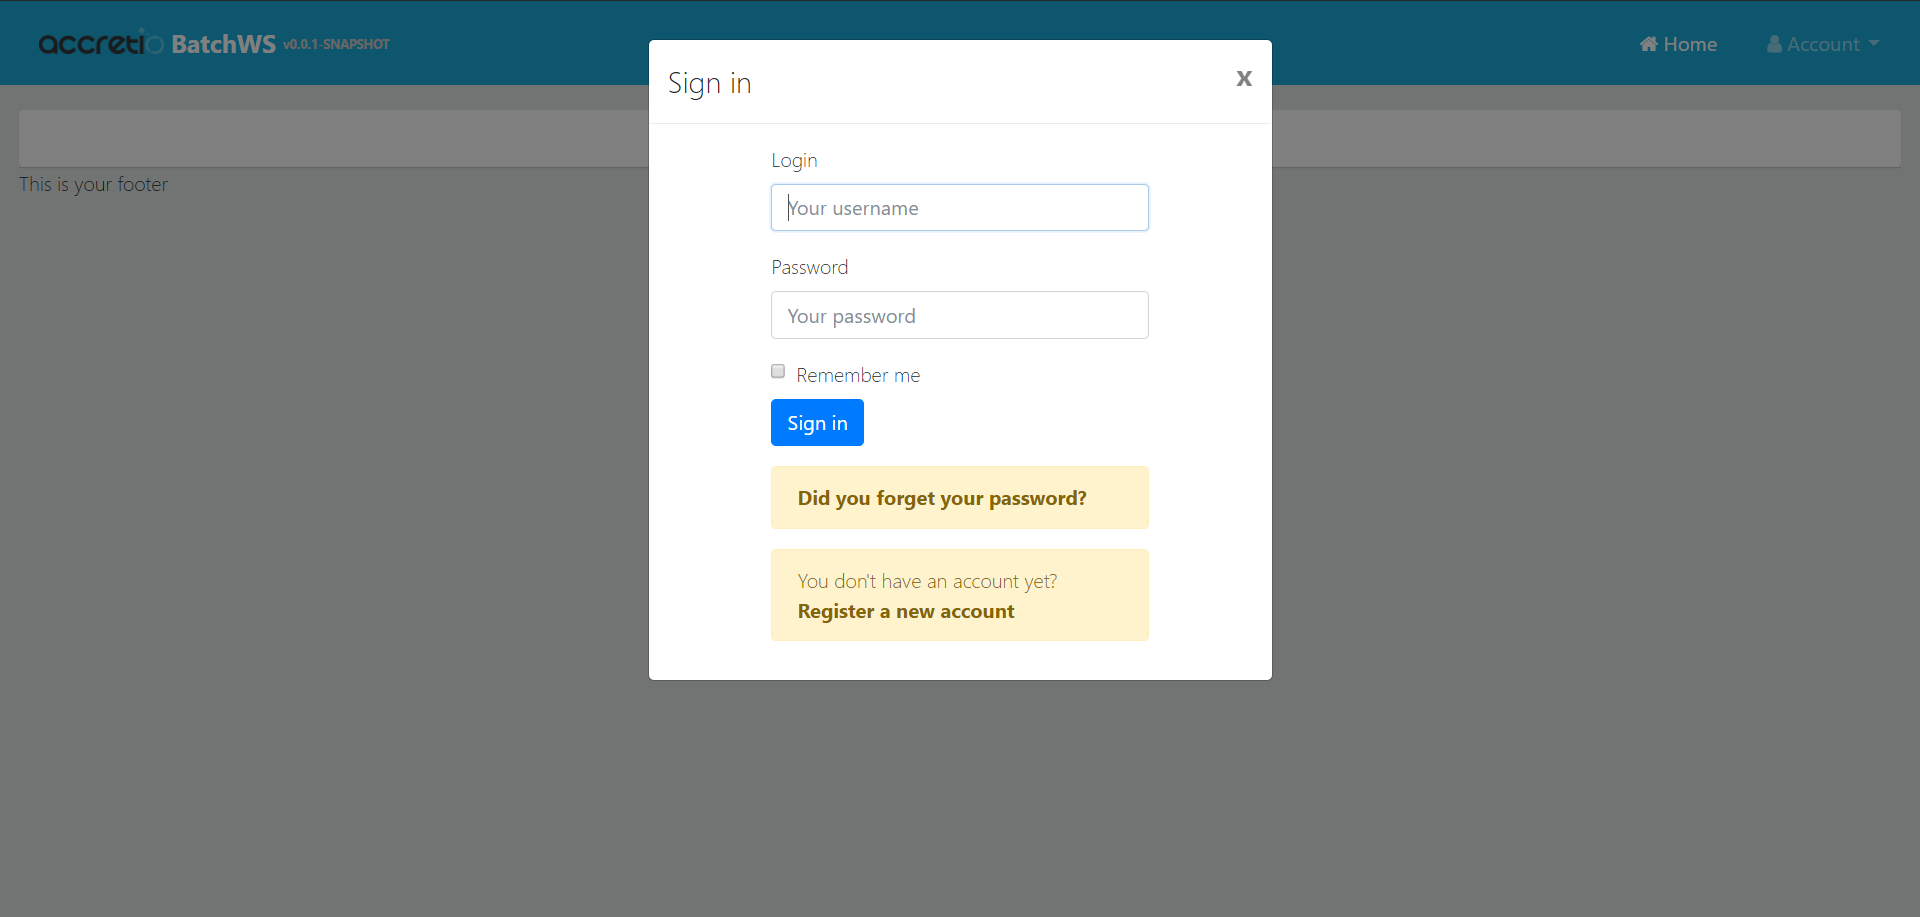 accretio BatchWS v0.0.1-SNAPSHOT
Home
Account
Sign in
X
Login
Your username
Password
Your password
Remember me
Sign in
Did you forget your password?
You don't have an account yet?
Register a new account
This is your footer